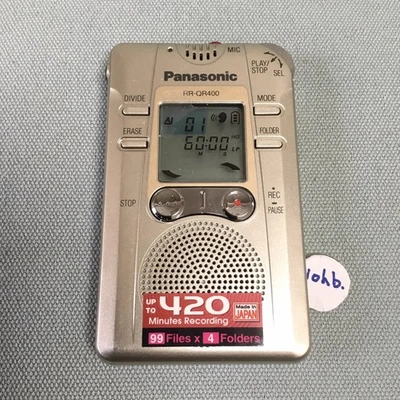 MIC
PLAY/
STOP
SEL
Panasonic
RR-QR400
DIVIDE
MODE
ERASE
FOLDER
01
60:00
M S
HQ
LP
STOP
REC
PAUSE
10hb.
UP
TO
420
Minutes Recording
Made in
JAPAN
99 Files x 4 Folders